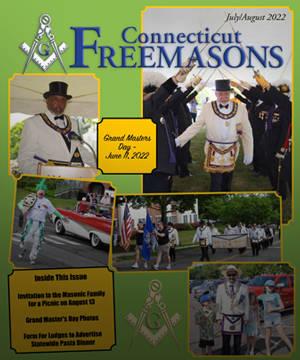 July/August 2022
Connecticut
FREEMASONS
G
Grand Masters
Day -
June 11, 2022
Inside This Issue
Invitation to the Masonic Family
for a Picnic on August 13
Grand Master's Day Photos
Form For Lodges to Advertise
Statewide Pasta Dinner
G